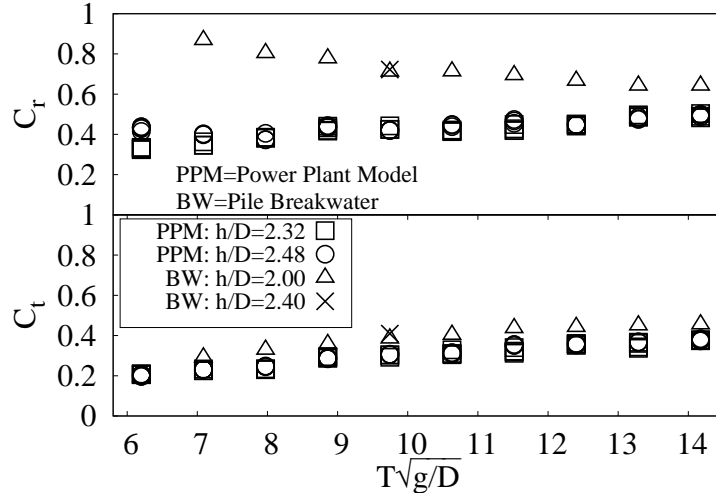 1
0.8
0.6
0.4
0.2
C_r
PPM=Power Plant Model
BW=Pile Breakwater
1
0.8
0.6
0.4
0.2
0
C_t
PPM: h/D=2.32
PPM: h/D=2.48
BW: h/D=2.00
BW: h/D=2.40
6 7 8 9 10 11 12 13 14
T√g/D